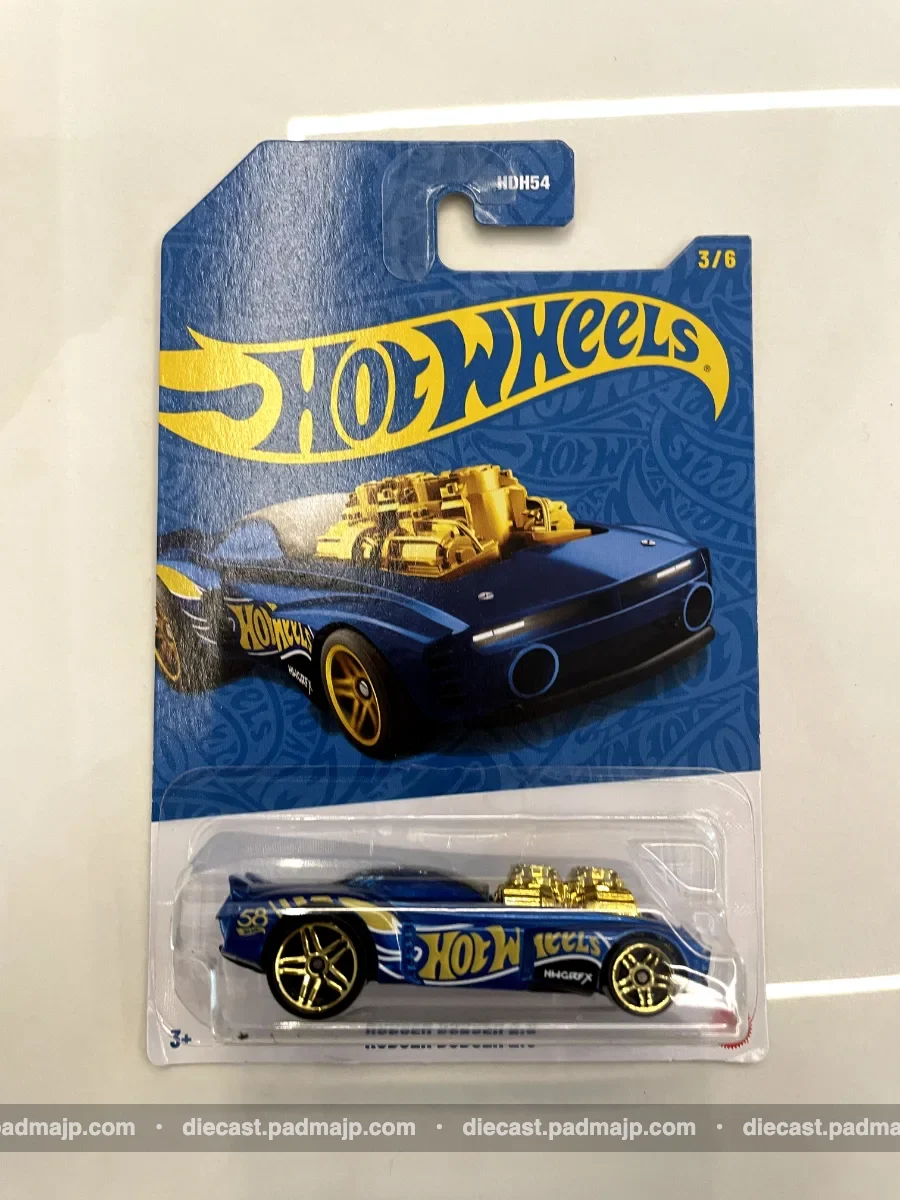 HDH54
3/6
HOT WHEELS®
HOT WHEELS
HWGRFX
58
HOT WHEELS
HWGRFX
3+
diecast.padmajp.com • diecast.padmajp.com • diecast.padmajp.com • diecast.padma